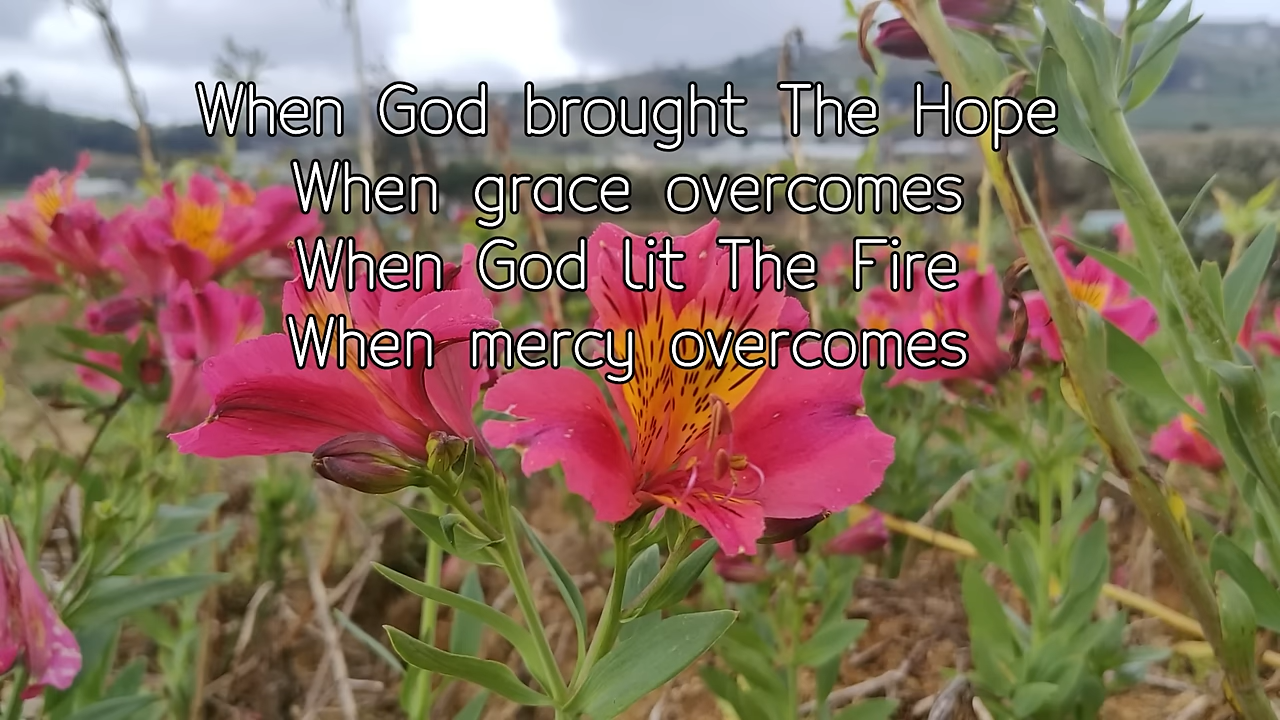 When God brought The Hope
When grace overcomes
When God lit The Fire
When mercy overcomes